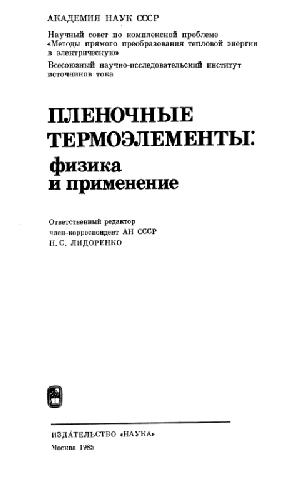 АКАДЕМИЯ НАУК СССР
Научный совет по комплексной проблеме
«Методы прямого преобразования тепловой энергии
в электрическую»
Всесоюзный научно-исследовательский институт
источников тока
ПЛЕНОЧНЫЕ
ТЕРМОЭЛЕМЕНТЫ:
физика
и применение
Ответственный редактор
член-корреспондент АН СССР
Н. С. ЛИДОРЕНКО
ИЗДАТЕЛЬСТВО «НАУКА»
Москва 1985